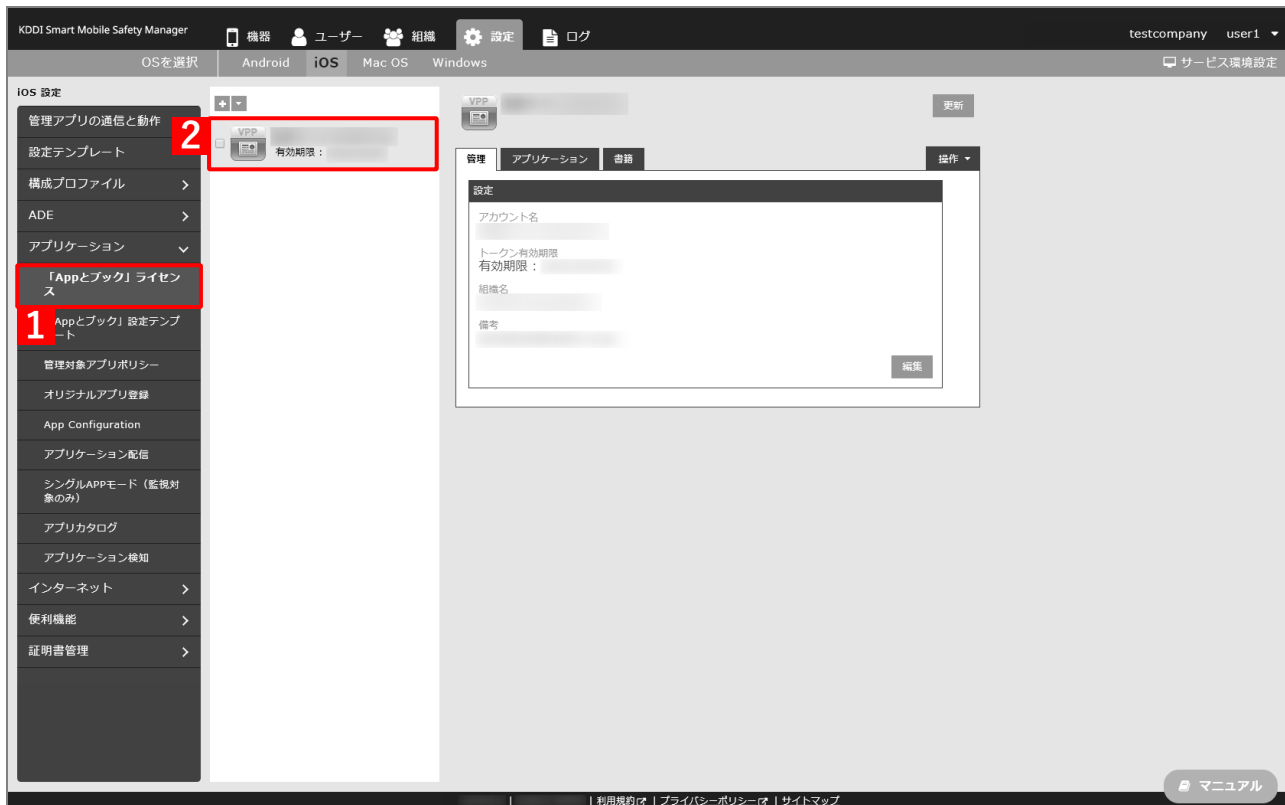 KDDI Smart Mobile Safety Manager
機器
ユーザー
組織
設定
ログ
testcompany
user1
OSを選択
Android
iOS
Mac OS
Windows
サービス環境設定
iOS 設定
管理アプリの通信と動作
設定テンプレート
構成プロファイル
ADE
アプリケーション
「Appとブック」ライセン
ス
1
Appとブック」設定テンプ
ート
管理対象アプリポリシー
オリジナルアプリ登録
App Configuration
アプリケーション配信
シングルAPPモード（監視対
象のみ）
アプリカタログ
アプリケーション検知
インターネット
便利機能
証明書管理
2
VPP
有効期限：
VPP
更新
管理
アプリケーション
書籍
操作
設定
アカウント名
トークン有効期限
有効期限：
組織名
備考
編集
マニュアル
|
| 利用規約 | プライバシーポリシー | サイトマップ